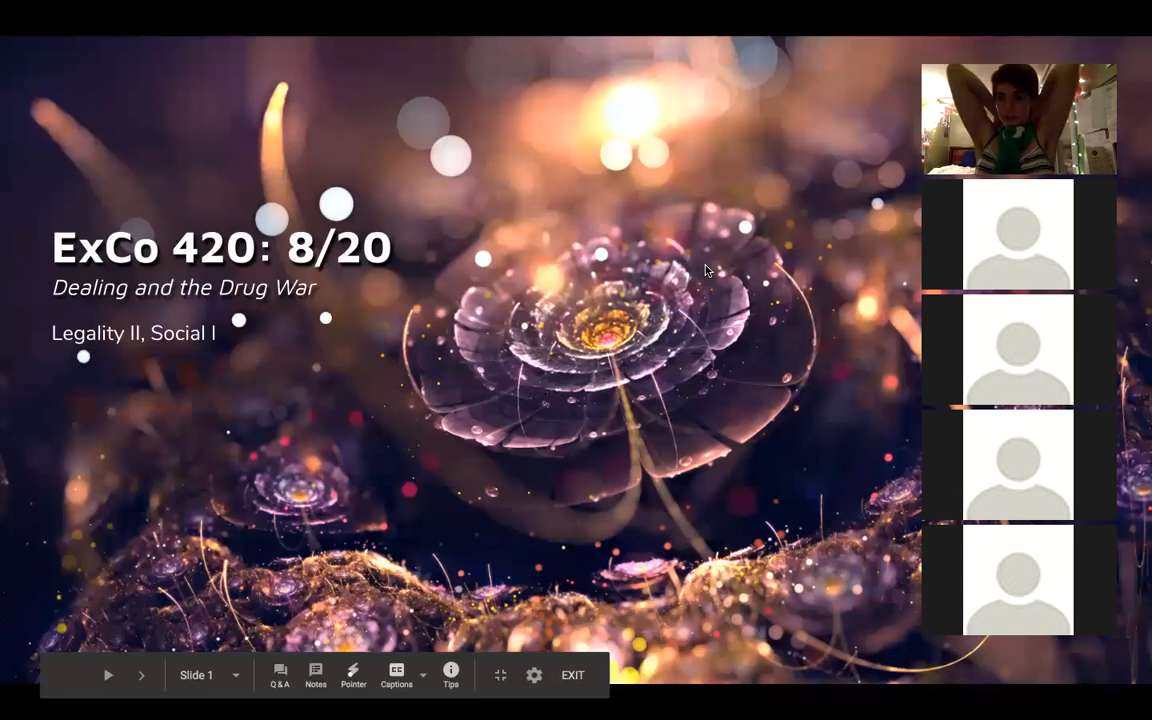 ExCo 420: 8/20
Dealing and the Drug War
Legality II, Social I
Slide 1
Q & A
Notes
Pointer
Captions
Tips
EXIT